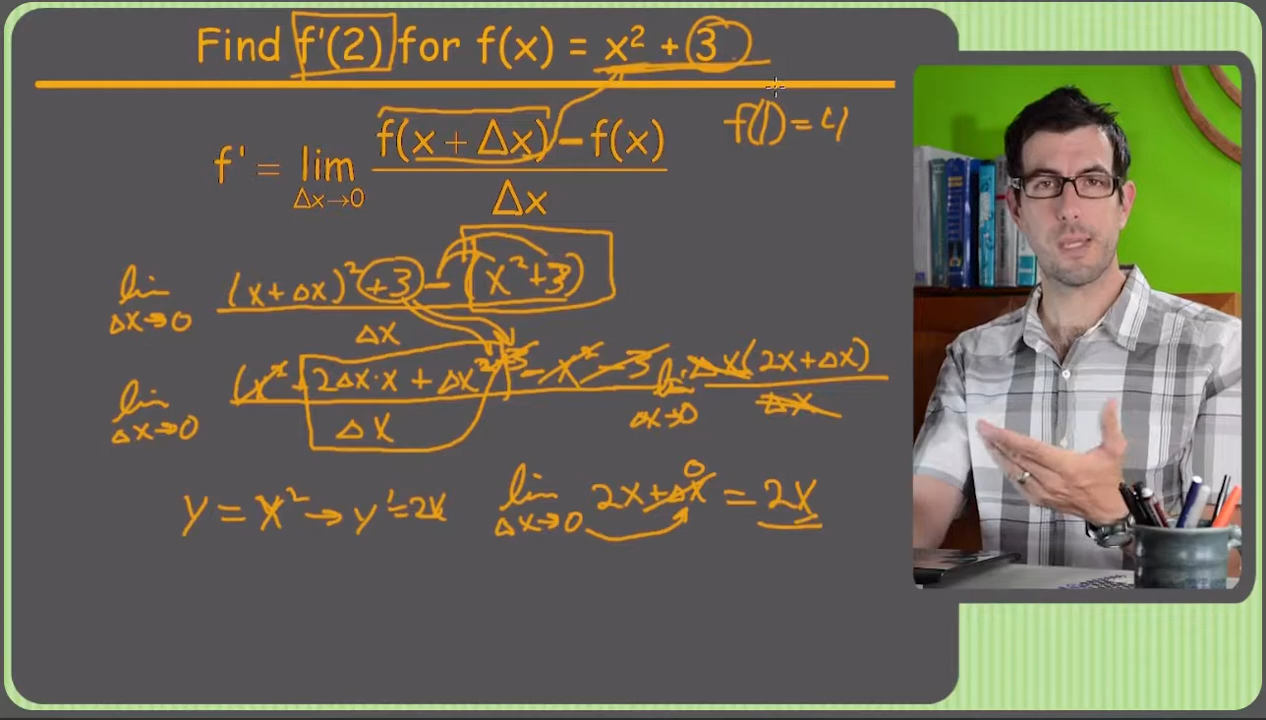 Find f'(2) for f(x) = x² + 3
f(1) = 4
f' = lim Δx→0 f(x + Δx) – f(x) / Δx
lim Δx→0 (x+Δx)² +3 – (x²+3) / Δx
lim Δx→0 (x² + 2Δx·x + Δx²) + 3 – x² – 3 / Δx
lim Δx→0 Δx(2x+Δx) / Δx
y = x² → y' = 2x
lim Δx→0 2x+Δx 0 = 2x